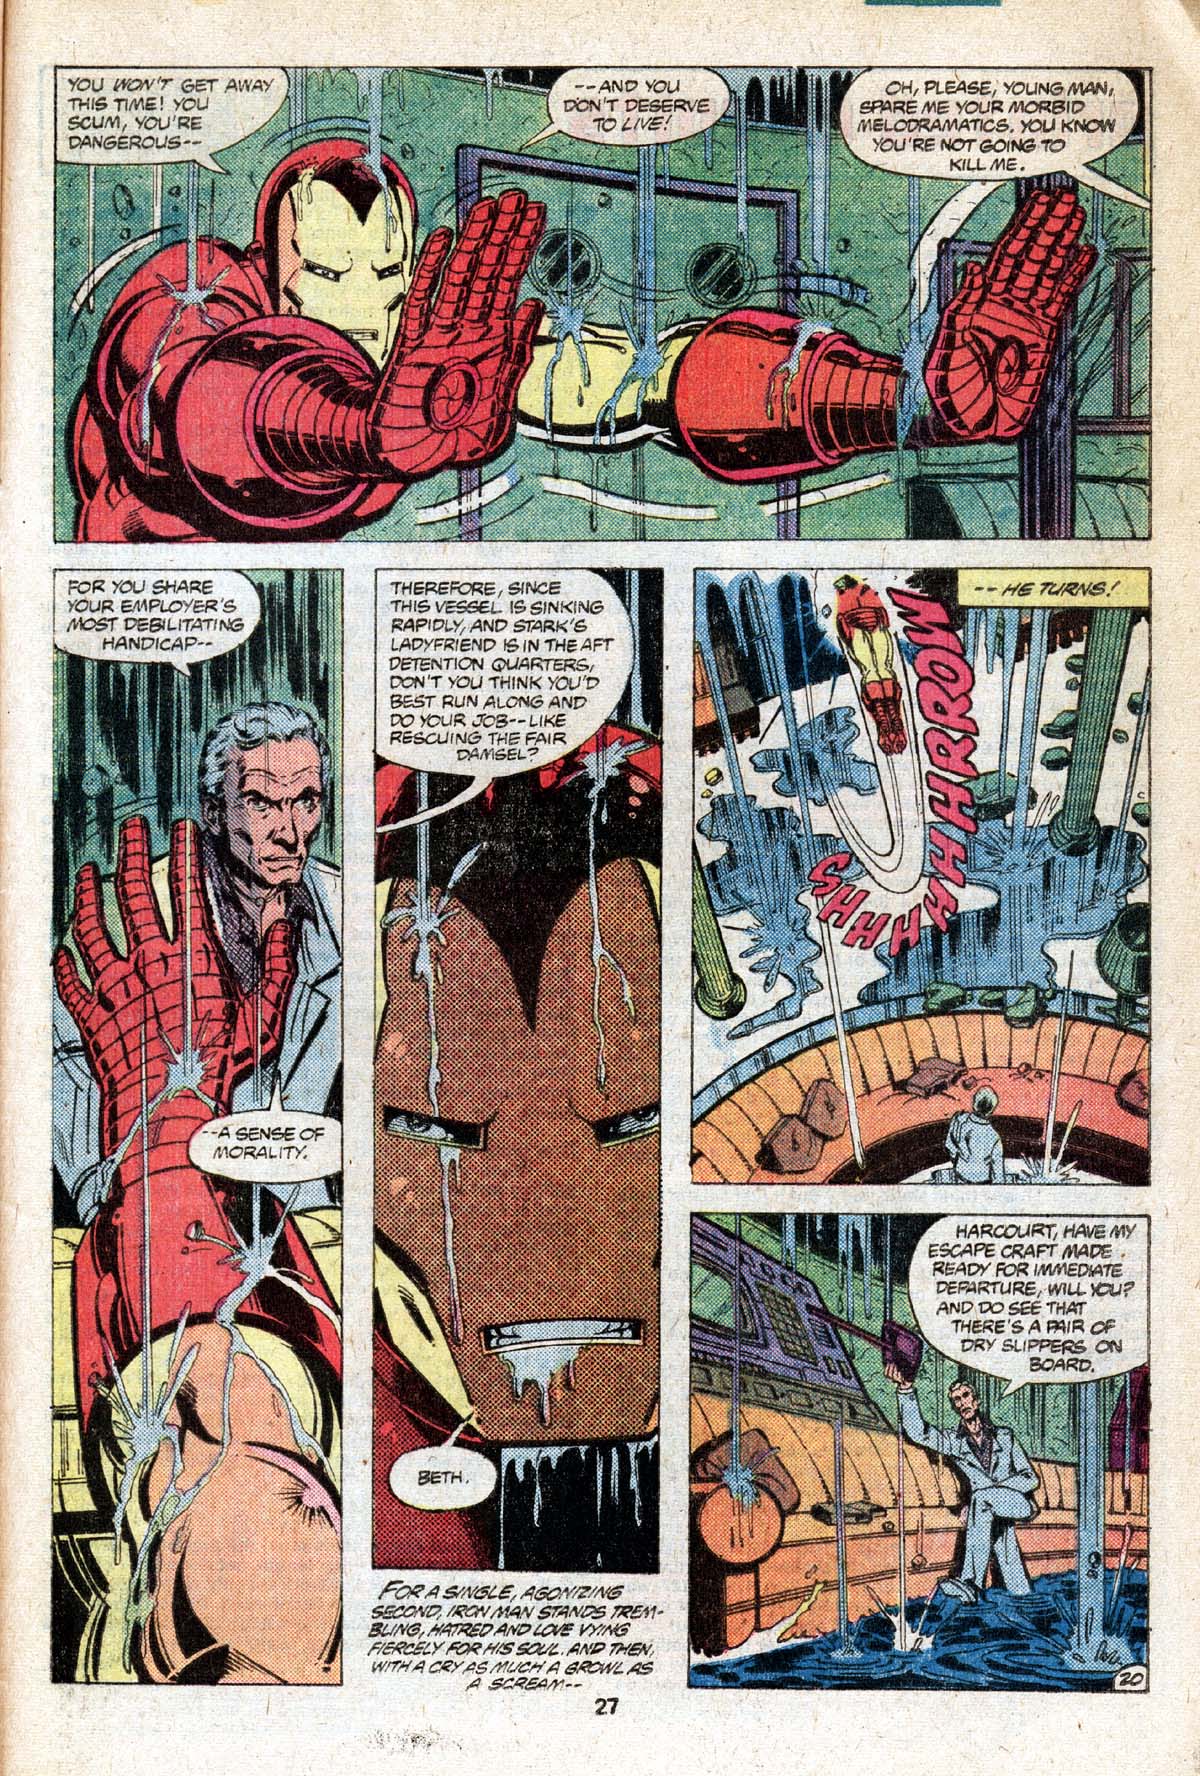 YOU WON'T GET AWAY
THIS TIME! YOU
SCUM, YOU'RE
DANGEROUS--
--AND YOU
DON'T DESERVE
TO LIVE!
OH, PLEASE, YOUNG MAN,
SPARE ME YOUR MORBID
MELODRAMATICS. YOU KNOW
YOU'RE NOT GOING TO
KILL ME.
FOR YOU SHARE
YOUR EMPLOYER'S
MOST DEBILITATING
HANDICAP--
--A SENSE OF
MORALITY.
THEREFORE, SINCE
THIS VESSEL IS SINKING
RAPIDLY, AND STARK'S
LADYFRIEND IS IN THE AFT
DETENTION QUARTERS,
DON'T YOU THINK YOU'D
BEST RUN ALONG AND
DO YOUR JOB--LIKE
RESCUING THE FAIR
DAMSEL?
BETH.
FOR A SINGLE, AGONIZING
SECOND, IRON MAN STANDS TREM-
BLING, HATRED AND LOVE VYING
FIERCELY FOR HIS SOUL. AND THEN,
WITH A CRY AS MUCH A GROWL AS
A SCREAM--
--HE TURNS!
SHHHHHHHRROW
HARCOURT, HAVE MY
ESCAPE CRAFT MADE
READY FOR IMMEDIATE
DEPARTURE, WILL YOU?
AND DO SEE THAT
THERE'S A PAIR OF
DRY SLIPPERS ON
BOARD.
20
27